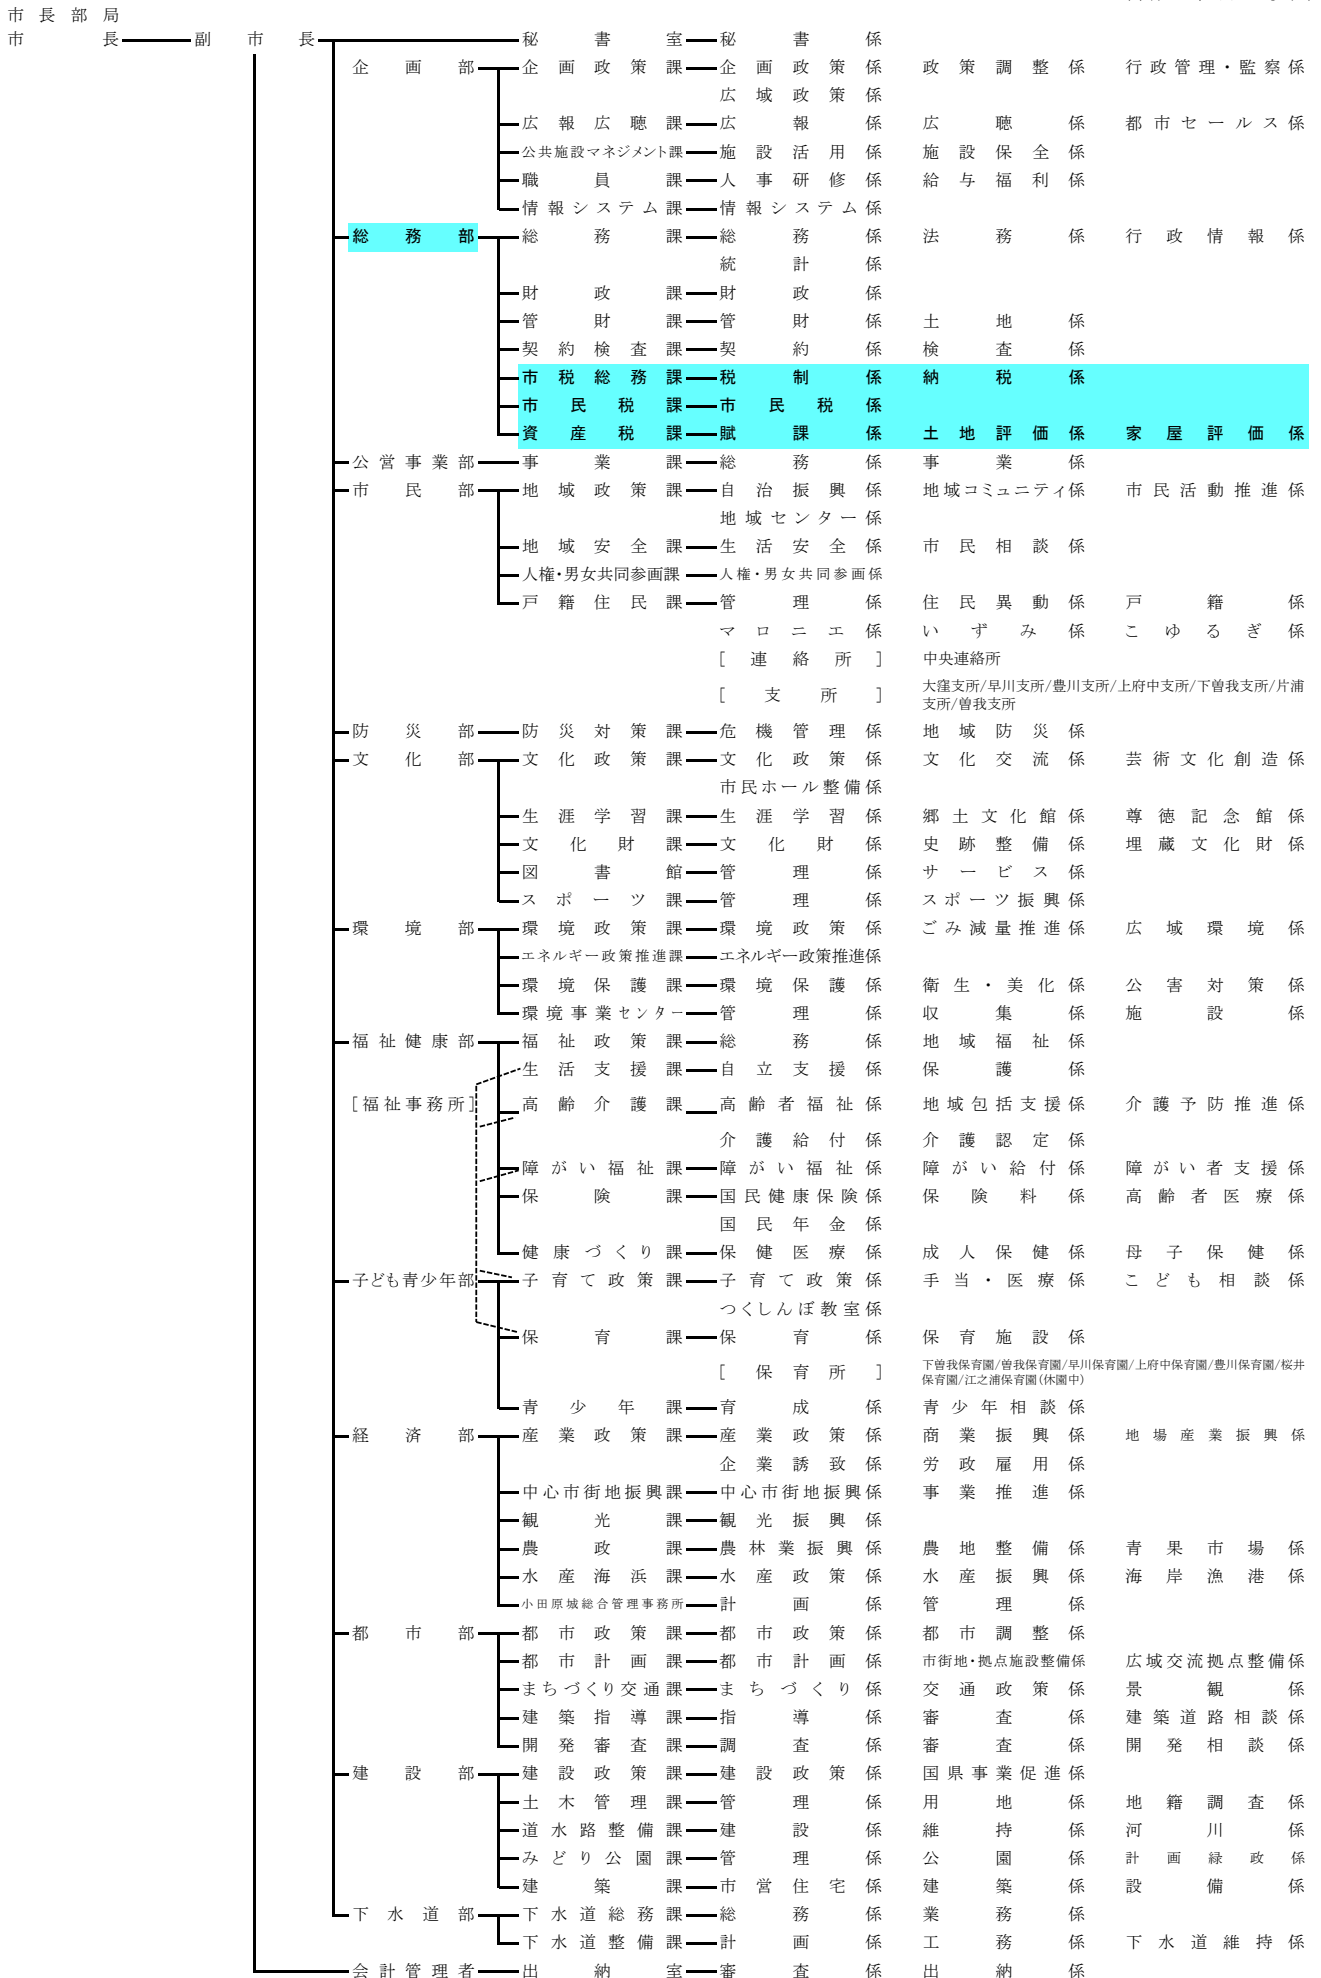 市長部局
市長 副市長 秘書室 秘書係
企画部 企画政策課 企画政策係 政策調整係 行政管理・監察係
広域政策係
広報広聴課 広報係 広聴係 都市セールス係
公共施設マネジメント課 施設活用係 施設保全係
職員課 人事研修係 給与福利係
情報システム課 情報システム係
総務部 総務課 総務係 法務係 行政情報係
統計係
財政課 財政係
管財課 管財係 土地係
契約検査課 契約係 検査係
市税総務課 税制係 納税係
市民税課 市民税係
資産税課 賦課係 土地評価係 家屋評価係
公営事業部 事業課 総務係 事業係
市民部 地域政策課 自治振興係 地域コミュニティ係 市民活動推進係
地域センター係
地域安全課 生活安全係 市民相談係
人権・男女共同参画課 人権・男女共同参画係
戸籍住民課 管理係 住民異動係 戸籍係
マロニエ係 いずみ係 こゆるぎ係
[連絡所] 中央連絡所
[支所] 大窪支所/早川支所/豊川支所/上府中支所/下曽我支所/片浦
支所/曽我支所
防災部 防災対策課 危機管理係 地域防災係
文化部 文化政策課 文化政策係 文化交流係 芸術文化創造係
市民ホール整備係
生涯学習課 生涯学習係 郷土文化館係 尊徳記念館係
文化財課 文化財係 史跡整備係 埋蔵文化財係
図書館 管理係 サービス係
スポーツ課 管理係 スポーツ振興係
環境部 環境政策課 環境政策係 ごみ減量推進係 広域環境係
エネルギー政策推進課 エネルギー政策推進係
環境保護課 環境保護係 衛生・美化係 公害対策係
環境事業センター 管理係 収集係 施設係
福祉健康部 福祉政策課 総務係 地域福祉係
生活支援課 自立支援係 保護係
[福祉事務所] 高齢介護課 高齢者福祉係 地域包括支援係 介護予防推進係
介護給付係 介護認定係
障がい福祉課 障がい福祉係 障がい給付係 障がい者支援係
保険課 国民健康保険係 保険料係 高齢者医療係
国民年金係
健康づくり課 保健医療係 成人保健係 母子保健係
子ども青少年部 子育て政策課 子育て政策係 手当・医療係 こども相談係
つくしんぼ教室係
保育課 保育係 保育施設係
[保育所] 下曽我保育園/曽我保育園/早川保育園/上府中保育園/豊川保育園/桜井
保育園/江之浦保育園(休園中)
青少年課 育成係 青少年相談係
経済部 産業政策課 産業政策係 商業振興係 地場産業振興係
企業誘致係 労政雇用係
中心市街地振興課 中心市街地振興係 事業推進係
観光課 観光振興係
農政課 農林業振興係 農地整備係 青果市場係
水産海浜課 水産政策係 水産振興係 海岸漁港係
小田原城総合管理事務所 計画係 管理係
都市部 都市政策課 都市政策係 都市調整係
都市計画課 都市計画係 市街地・拠点施設整備係 広域交流拠点整備係
まちづくり交通課 まちづくり係 交通政策係 景観係
建築指導課 指導係 審査係 建築道路相談係
開発審査課 調査係 審査係 開発相談係
建設部 建設政策課 建設政策係 国県事業促進係
土木管理課 管理係 用地係 地籍調査係
道水路整備課 建設係 維持係 河川係
みどり公園課 管理係 公園係 計画緑政係
建築課 市営住宅係 建築係 設備係
下水道部 下水道総務課 総務係 業務係
下水道整備課 計画係 工務係 下水道維持係
会計管理者 出納室 審査係 出納係